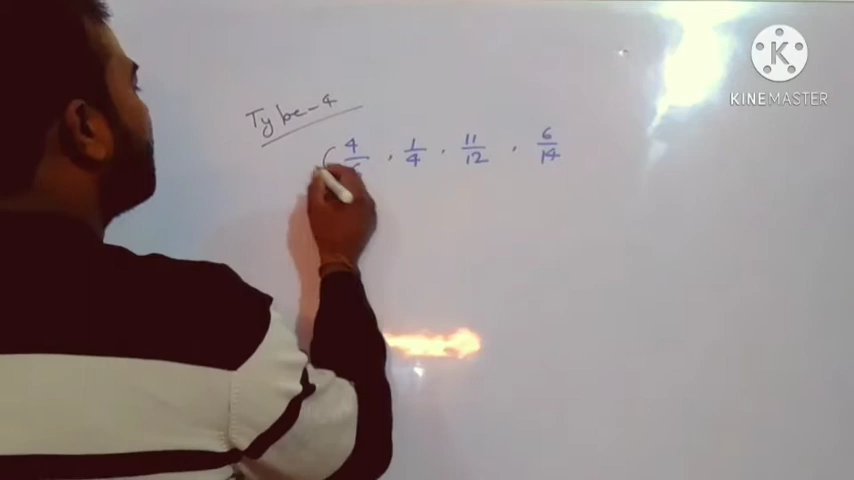 KINEMASTER
Type-4
( 4/ , 1/4 , 11/12 , 6/14